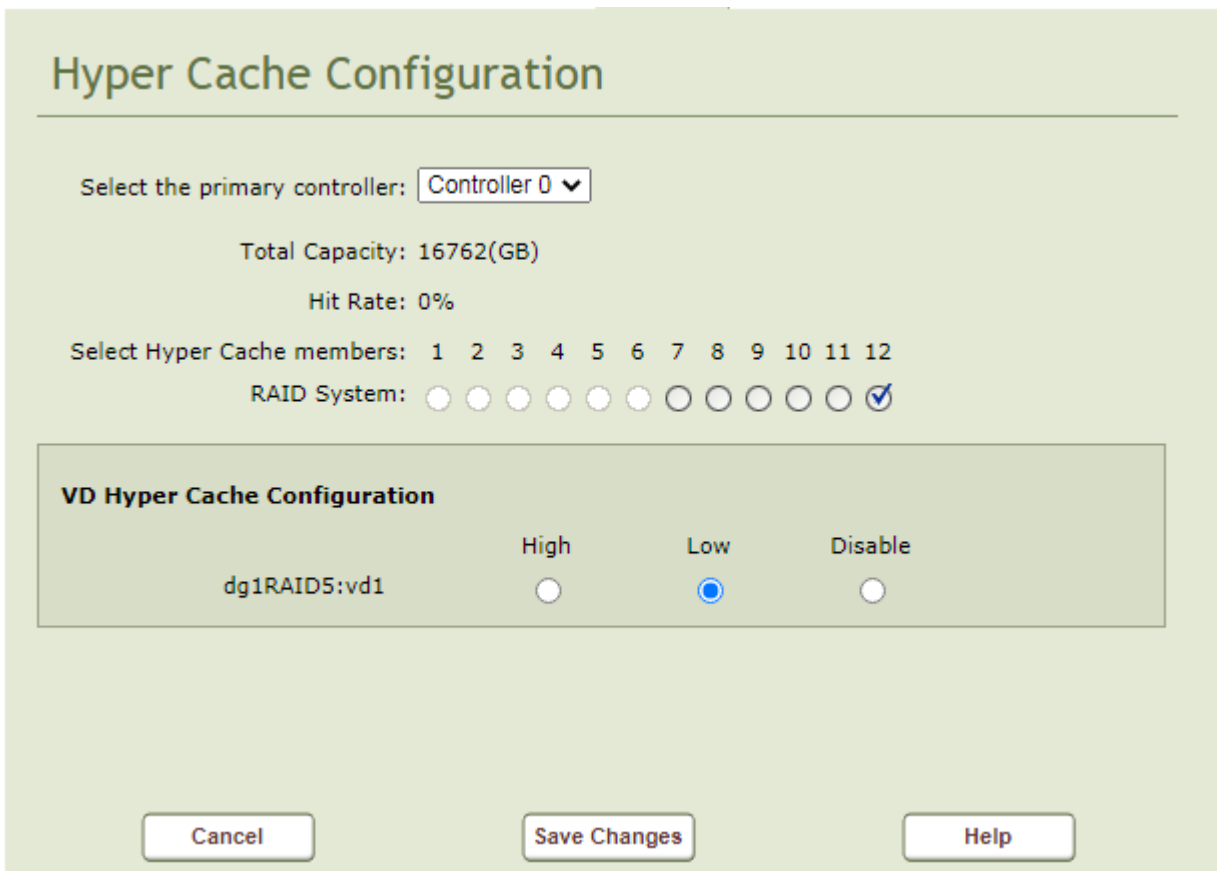 Hyper Cache Configuration
Select the primary controller: Controller 0
Total Capacity: 16762(GB)
Hit Rate: 0%
Select Hyper Cache members: 1 2 3 4 5 6 7 8 9 10 11 12
RAID System:
VD Hyper Cache Configuration
High Low Disable
dg1RAID5:vd1
Cancel Save Changes Help